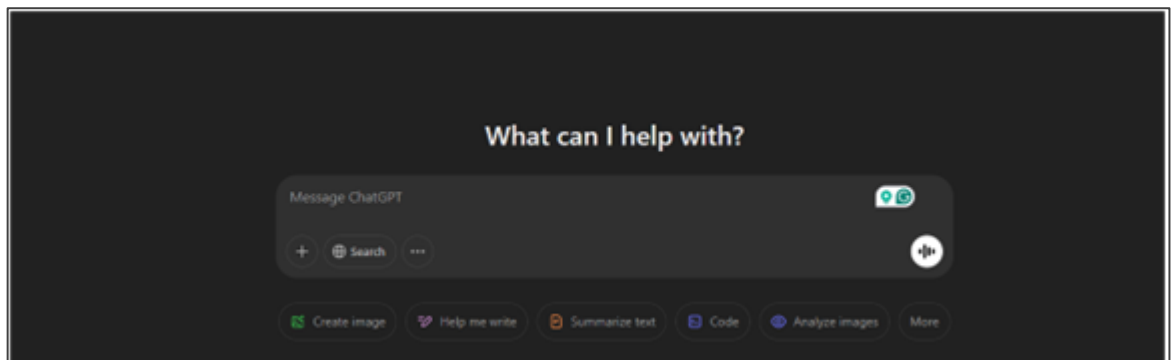 What can I help with?
Message ChatGPT
Search
Create image Help me write Summarize text Code Analyze images More